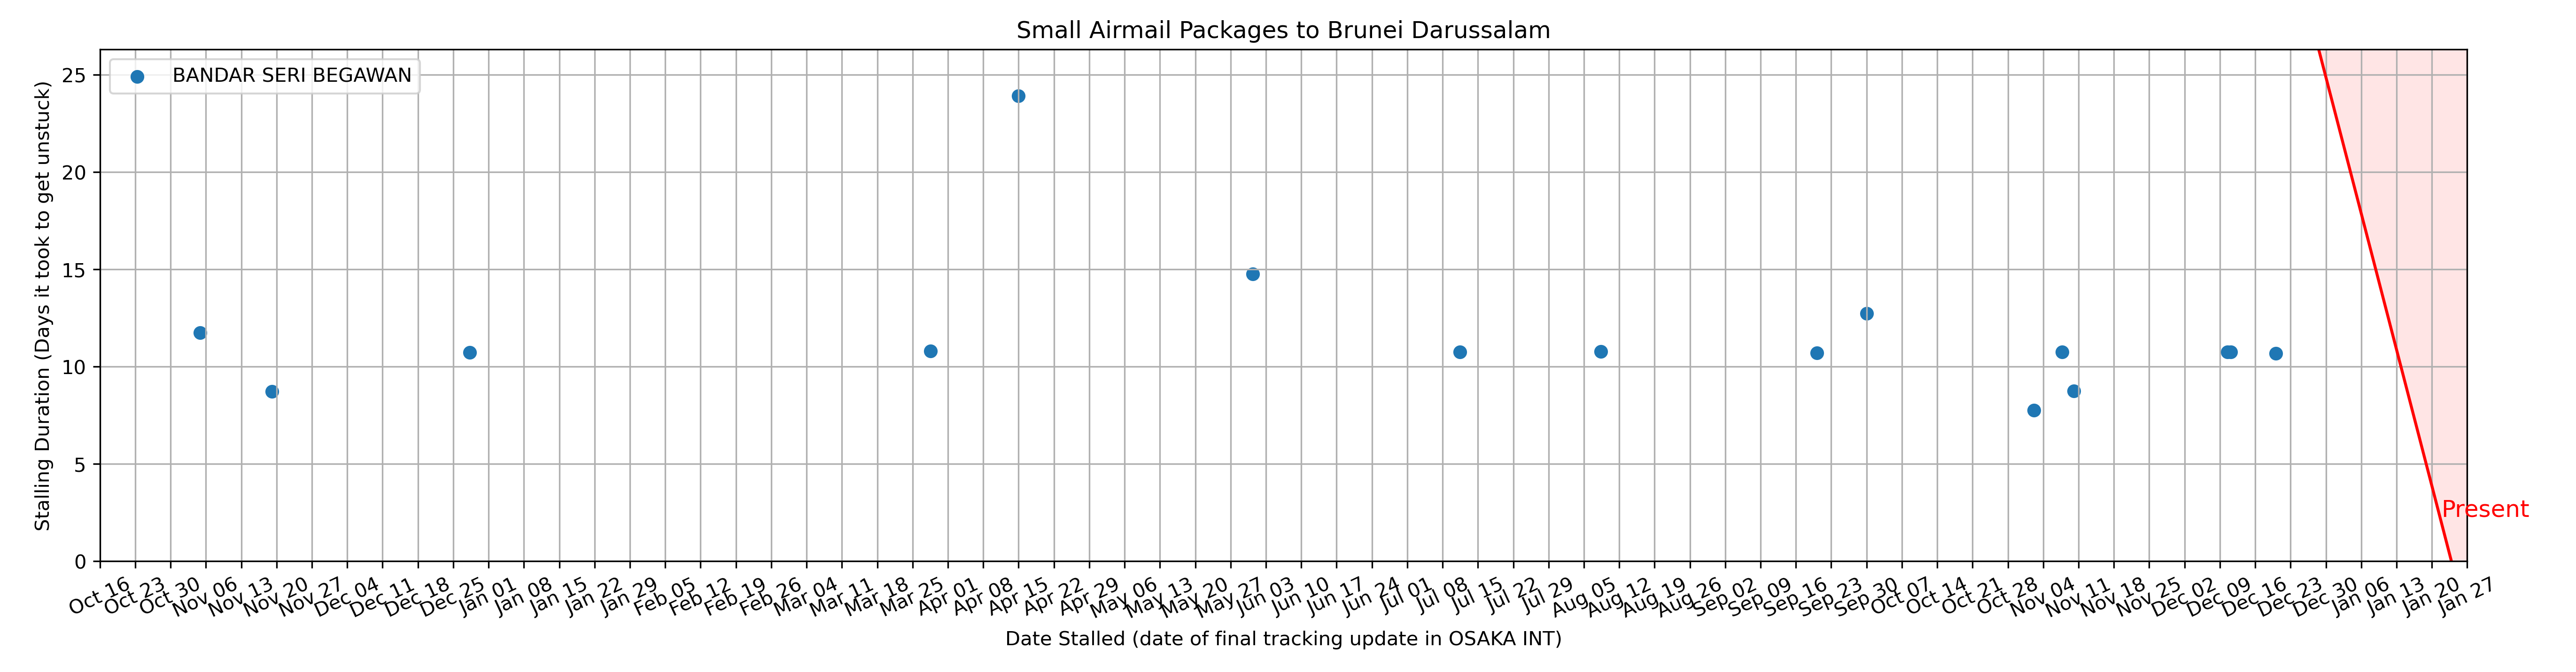 Small Airmail Packages to Brunei Darussalam
BANDAR SERI BEGAWAN
Stalling Duration (Days it took to get unstuck)
25
20
15
10
5
0
Present
Oct 16
Oct 23
Oct 30
Nov 06
Nov 13
Nov 20
Nov 27
Dec 04
Dec 11
Dec 18
Dec 25
Jan 01
Jan 08
Jan 15
Jan 22
Jan 29
Feb 05
Feb 12
Feb 19
Feb 26
Mar 04
Mar 11
Mar 18
Mar 25
Apr 01
Apr 08
Apr 15
Apr 22
Apr 29
May 06
May 13
May 20
May 27
Jun 03
Jun 10
Jun 17
Jun 24
Jul 01
Jul 08
Jul 15
Jul 22
Jul 29
Aug 05
Aug 12
Aug 19
Aug 26
Sep 02
Sep 09
Sep 16
Sep 23
Sep 30
Oct 07
Oct 14
Oct 21
Oct 28
Nov 04
Nov 11
Nov 18
Nov 25
Dec 02
Dec 09
Dec 16
Dec 23
Dec 30
Jan 06
Jan 13
Jan 20
Jan 27
Date Stalled (date of final tracking update in OSAKA INT)